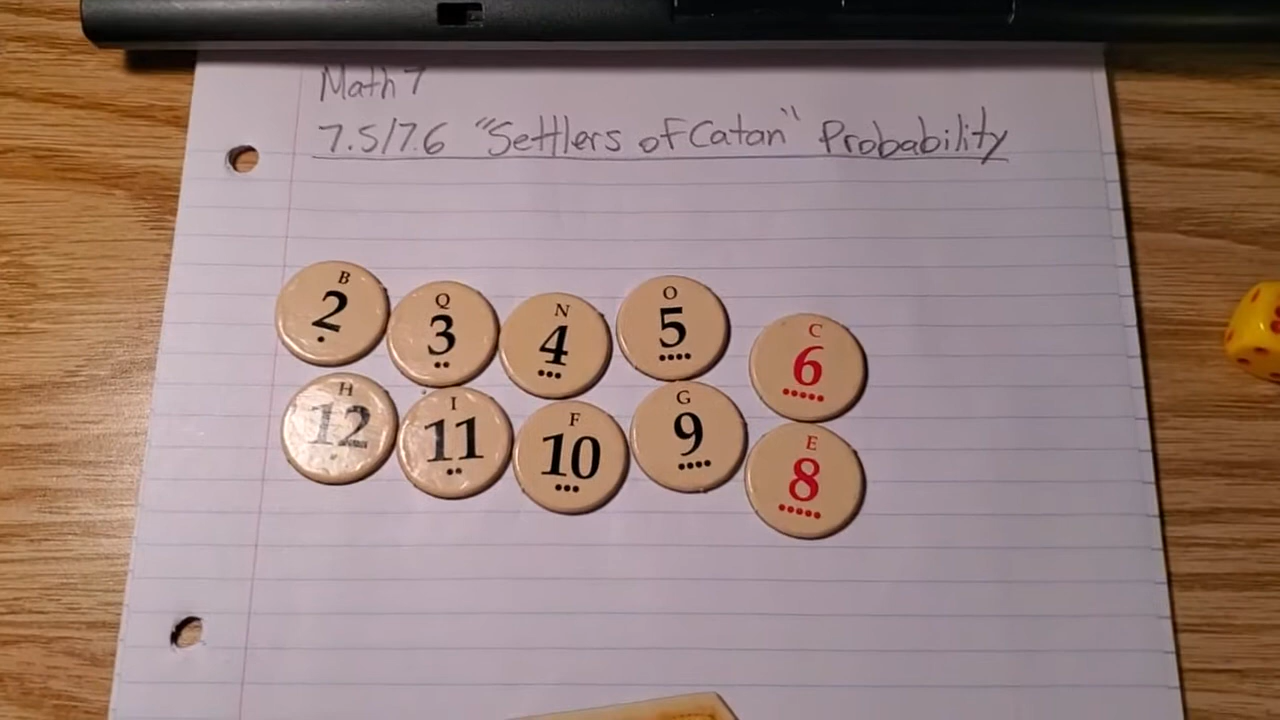 Math 7
7.5/7.6 "Settlers of Catan" Probability
B Q N O C
2 3 4 5 6
H I F G E
12 11 10 9 8